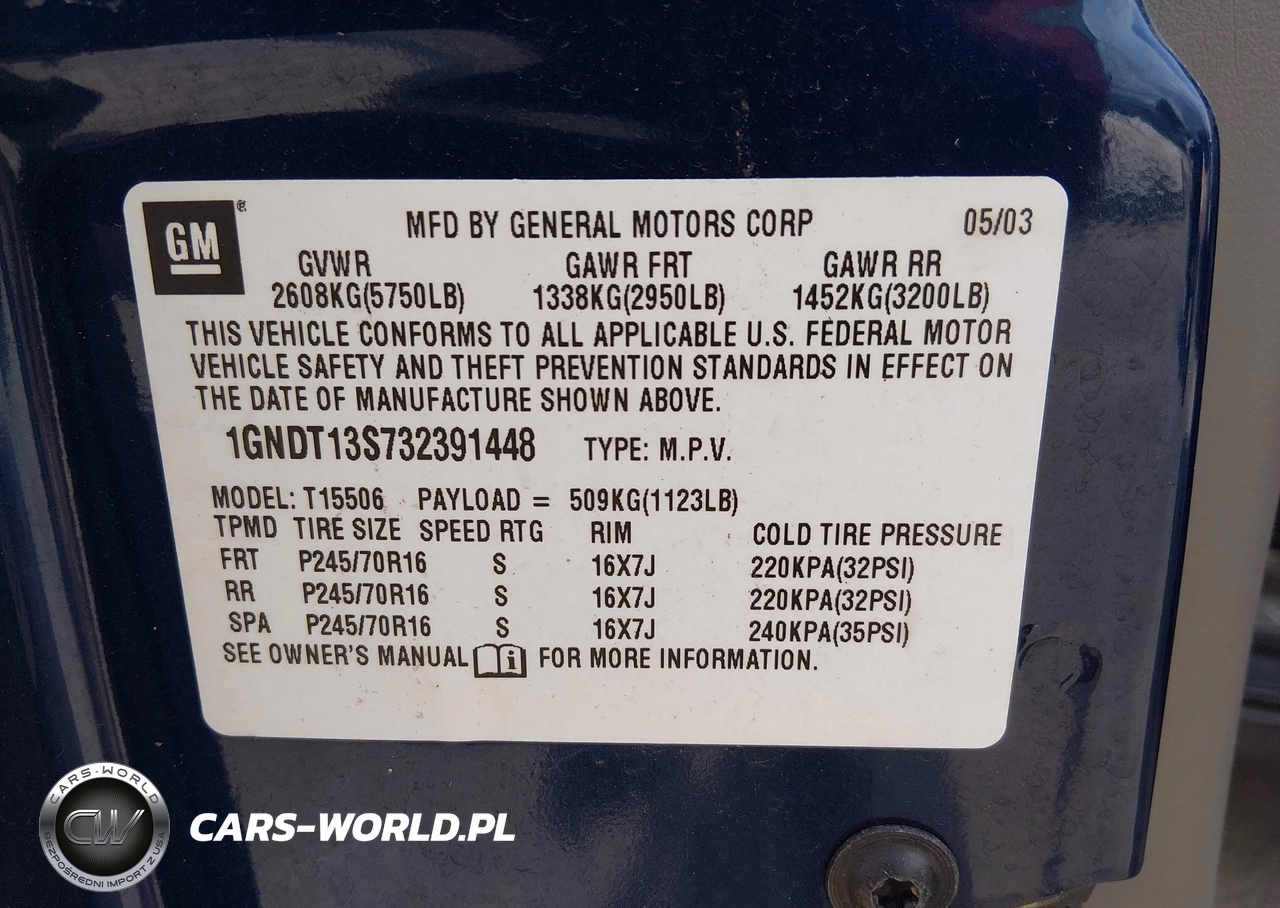 GM® MFD BY GENERAL MOTORS CORP 05/03
GVWR GAWR FRT GAWR RR
2608KG(5750LB) 1338KG(2950LB) 1452KG(3200LB)
THIS VEHICLE CONFORMS TO ALL APPLICABLE U.S. FEDERAL MOTOR
VEHICLE SAFETY AND THEFT PREVENTION STANDARDS IN EFFECT ON
THE DATE OF MANUFACTURE SHOWN ABOVE.
1GNDT13S732391448 TYPE: M.P.V.
MODEL: T15506 PAYLOAD = 509KG(1123LB)
TPMD TIRE SIZE SPEED RTG RIM COLD TIRE PRESSURE
FRT P245/70R16 S 16X7J 220KPA(32PSI)
RR P245/70R16 S 16X7J 220KPA(32PSI)
SPA P245/70R16 S 16X7J 240KPA(35PSI)
SEE OWNER'S MANUAL i FOR MORE INFORMATION.
CARS-WORLD
CW
BEZPOŚREDNI IMPORT Z USA
CARS-WORLD.PL